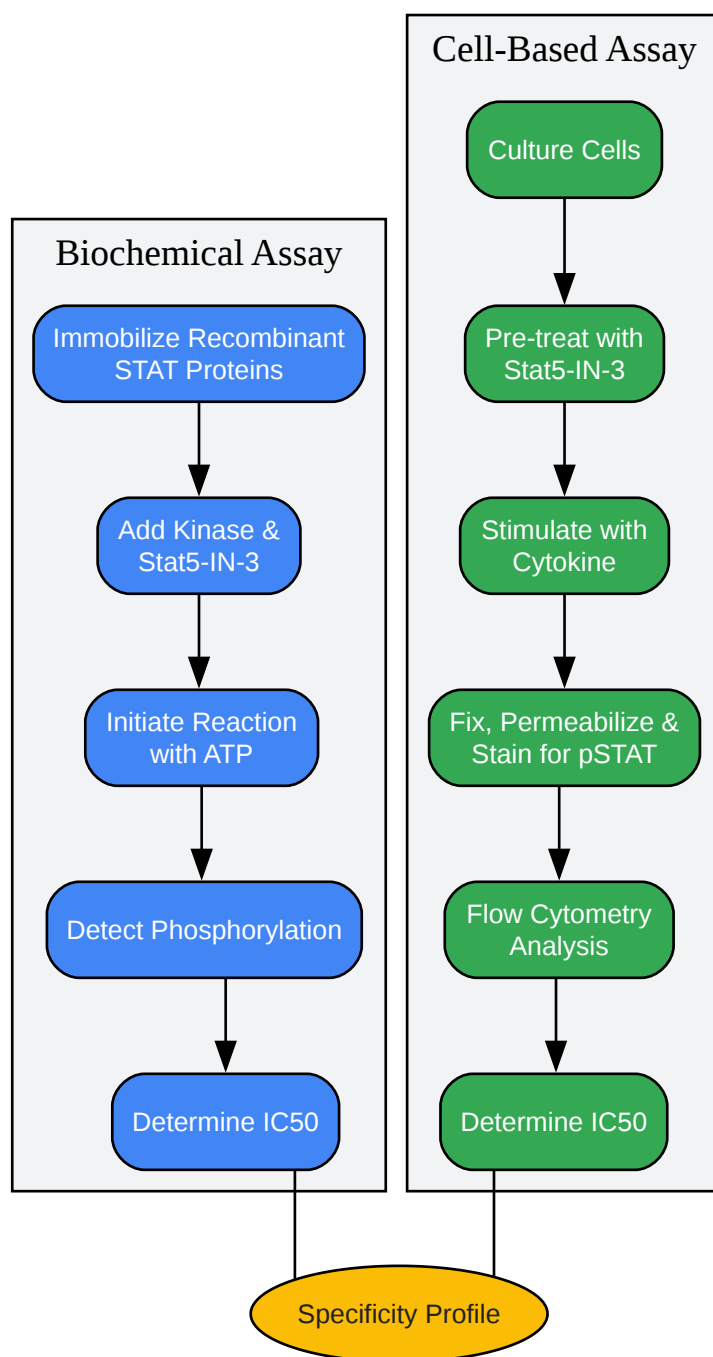 Biochemical Assay
Immobilize Recombinant
STAT Proteins
Add Kinase &
Stat5-IN-3
Initiate Reaction
with ATP
Detect Phosphorylation
Determine IC50
Cell-Based Assay
Culture Cells
Pre-treat with
Stat5-IN-3
Stimulate with
Cytokine
Fix, Permeabilize &
Stain for pSTAT
Flow Cytometry
Analysis
Determine IC50
Specificity Profile